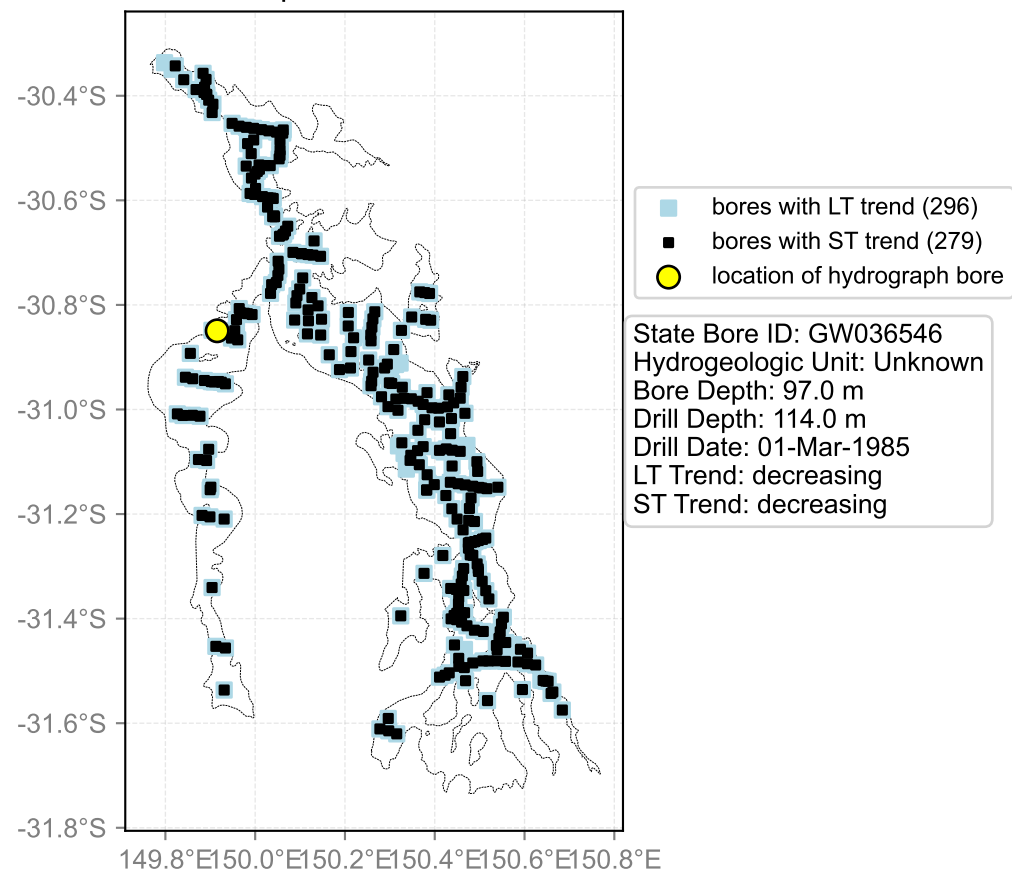 -30.4°S
-30.6°S
-30.8°S
-31.0°S
-31.2°S
-31.4°S
-31.6°S
-31.8°S
149.8°E150.0°E150.2°E150.4°E150.6°E150.8°E
bores with LT trend (296)
bores with ST trend (279)
location of hydrograph bore
State Bore ID: GW036546
Hydrogeologic Unit: Unknown
Bore Depth: 97.0 m
Drill Depth: 114.0 m
Drill Date: 01-Mar-1985
LT Trend: decreasing
ST Trend: decreasing